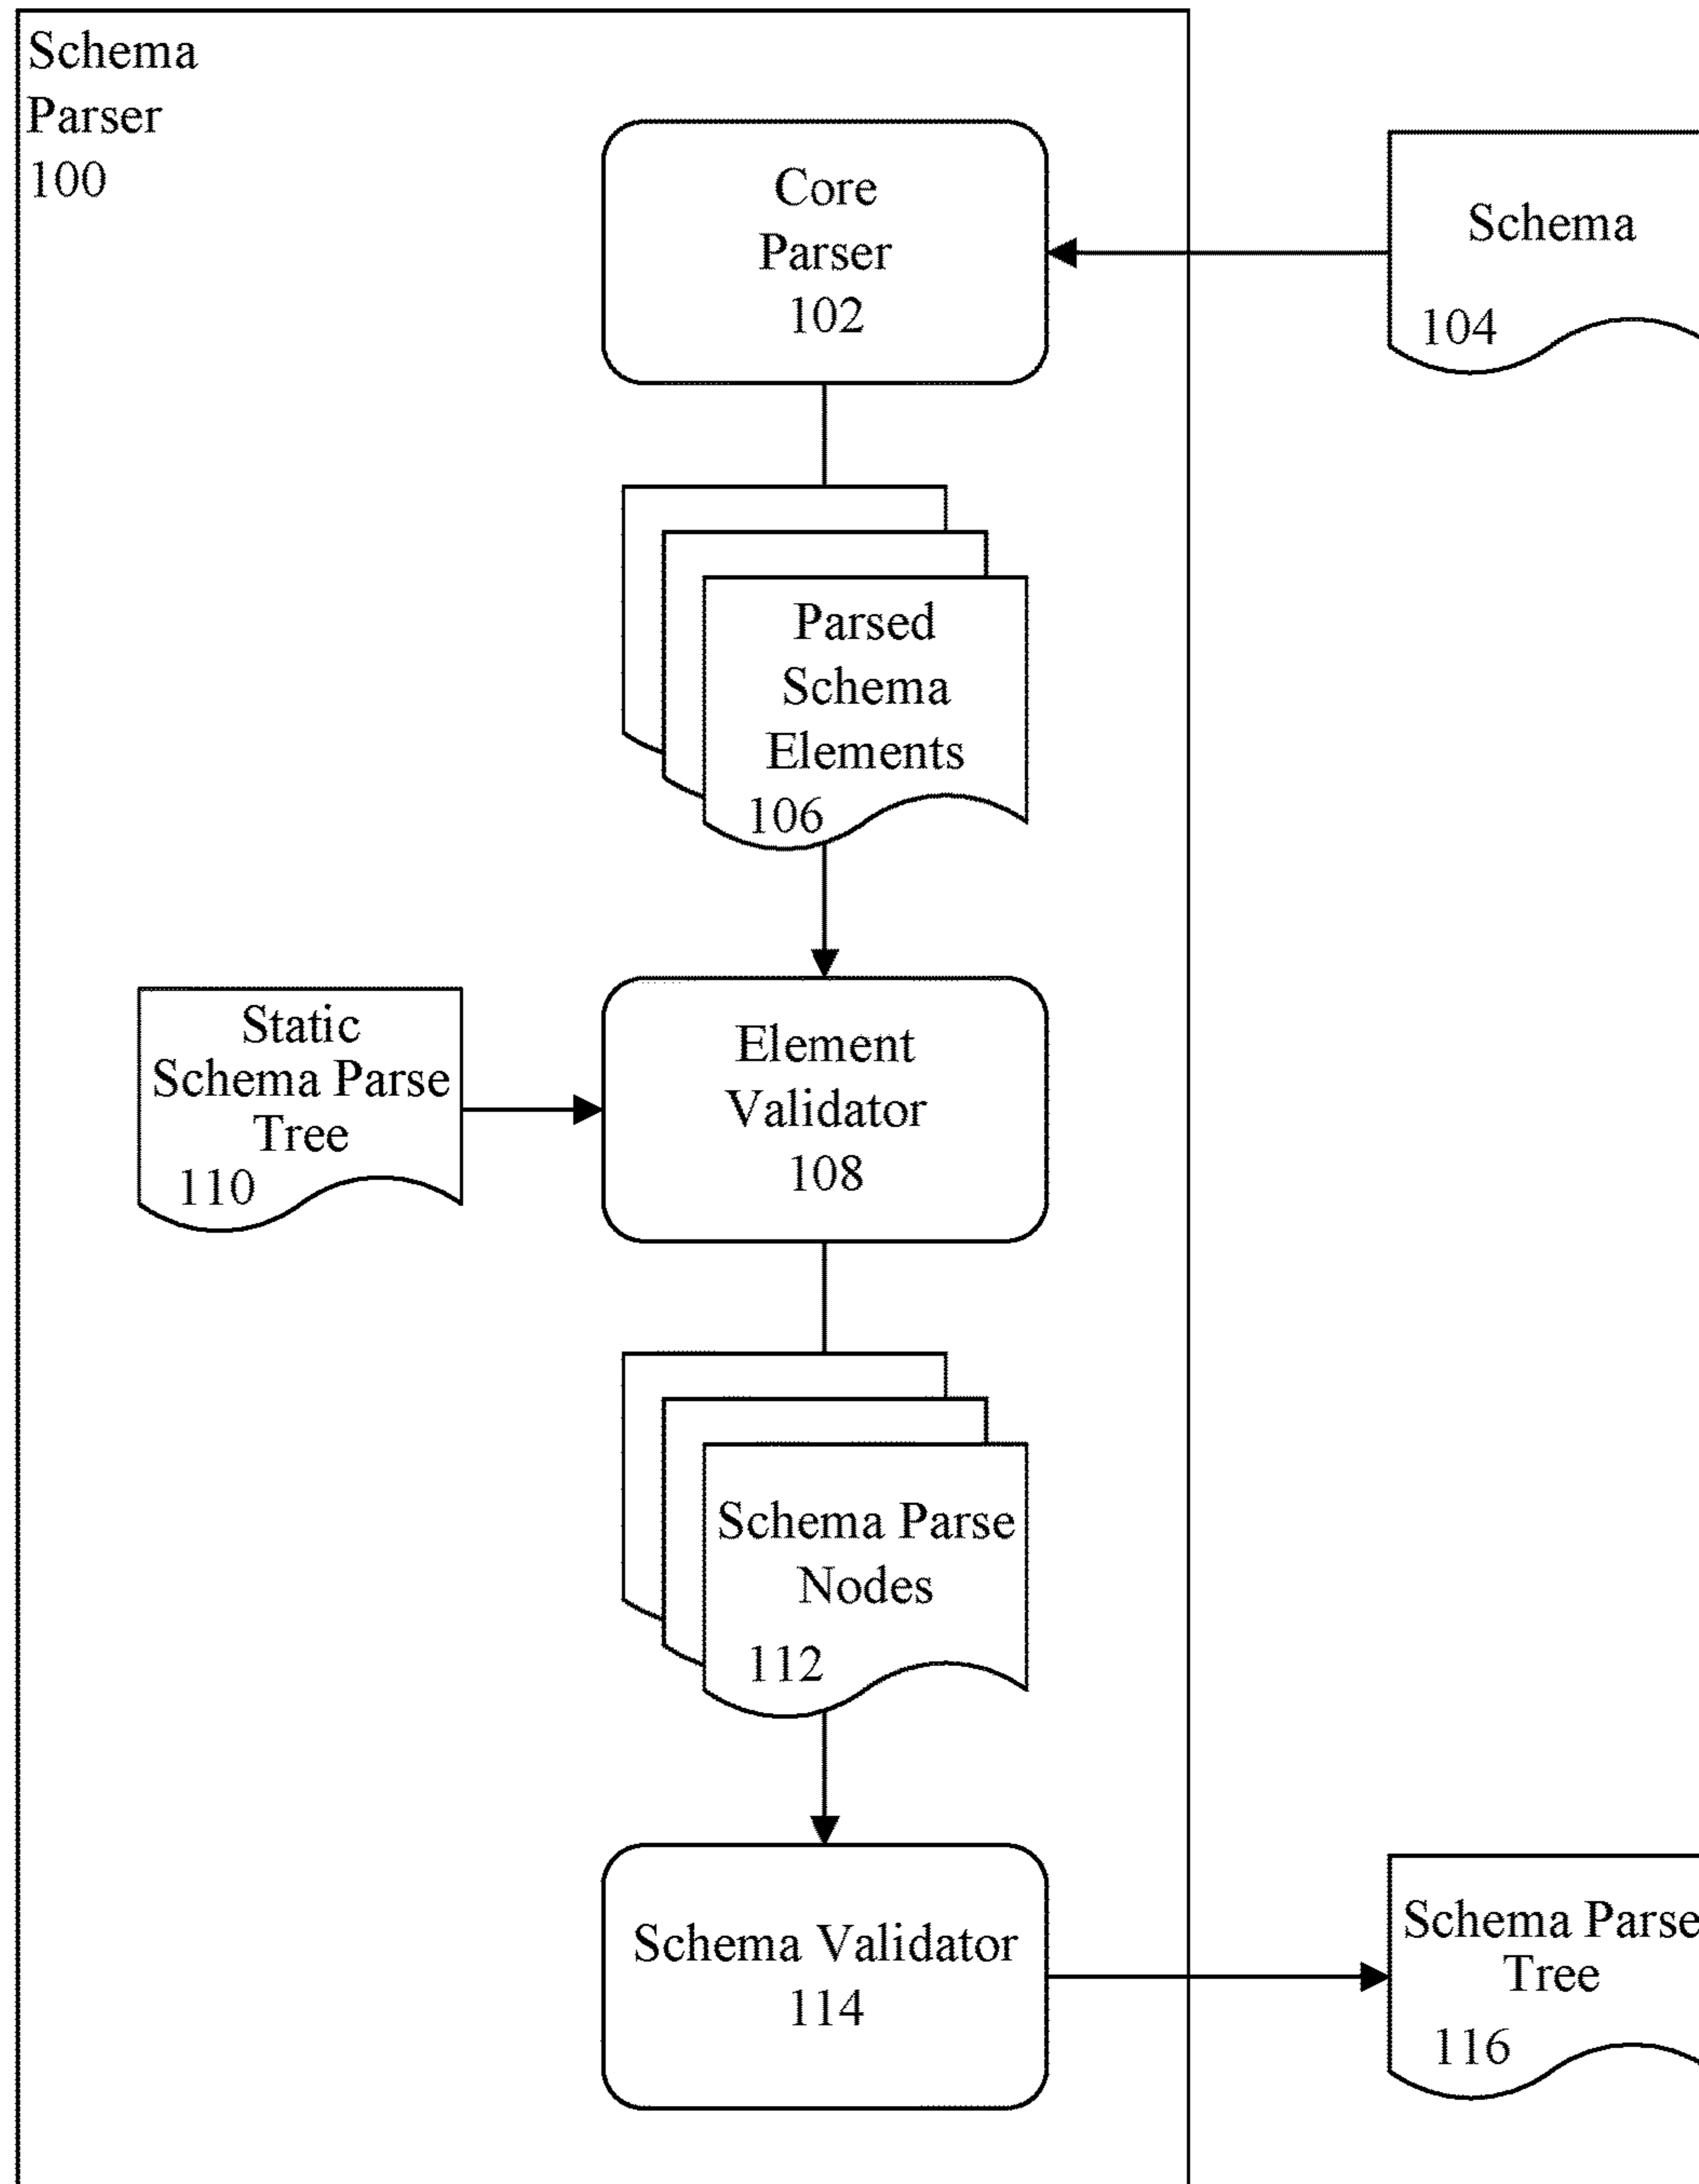 Schema
Parser
100
Core
Parser
102
Schema
104
Parsed
Schema
Elements
106
Static
Schema Parse
Tree
110
Element
Validator
108
Schema Parse
Nodes
112
Schema Validator
114
Schema Parse
Tree
116